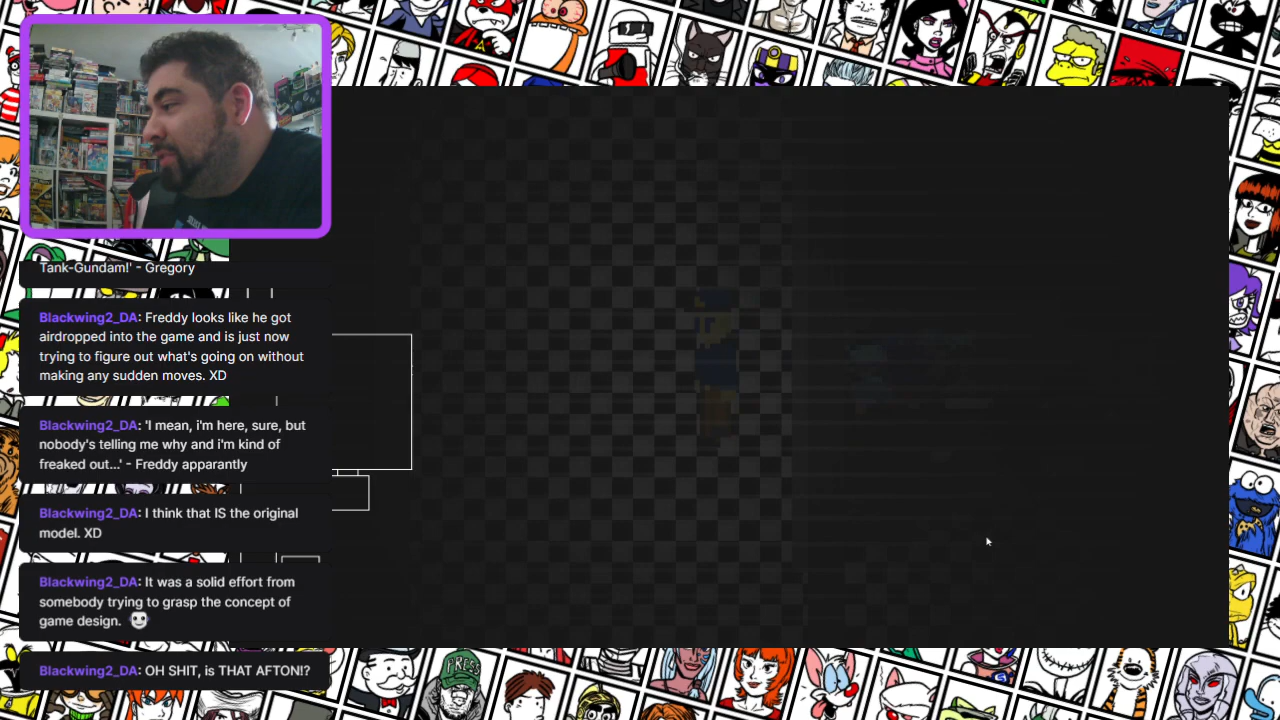 Tank-Gundam!' - Gregory
Blackwing2_DA: Freddy looks like he got
airdropped into the game and is just now
trying to figure out what's going on without
making any sudden moves. XD
Blackwing2_DA: 'I mean, i'm here, sure, but
nobody's telling me why and i'm kind of
freaked out...' - Freddy apparantly
Blackwing2_DA: I think that IS the original
model. XD
Blackwing2_DA: It was a solid effort from
somebody trying to grasp the concept of
game design.
Blackwing2_DA: OH SHIT, is THAT AFTON!?
PRESS